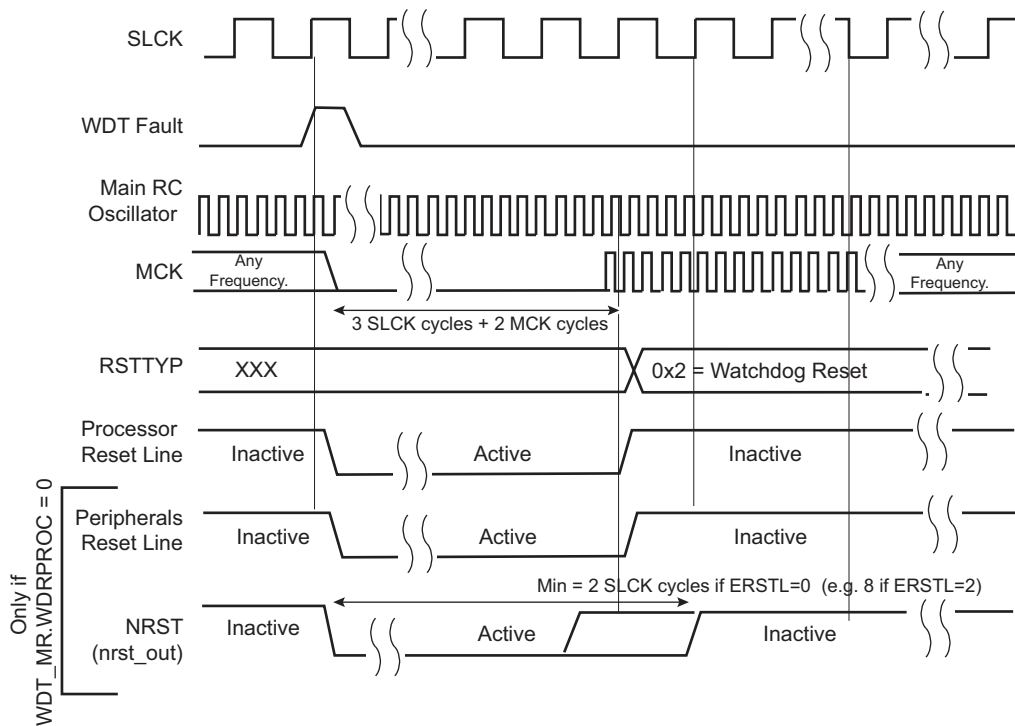 SLCK
WDT Fault
Main RC
Oscillator
MCK
Any
Frequency.
Any
Frequency.
3 SLCK cycles + 2 MCK cycles
RSTTYP
XXX
0x2 = Watchdog Reset
Processor
Reset Line
Inactive
Active
Inactive
Only if
WDT_MR.WDRPROC = 0
Peripherals
Reset Line
Inactive
Active
Inactive
Min = 2 SLCK cycles if ERSTL=0 (e.g. 8 if ERSTL=2)
NRST
(nrst_out)
Inactive
Active
Inactive